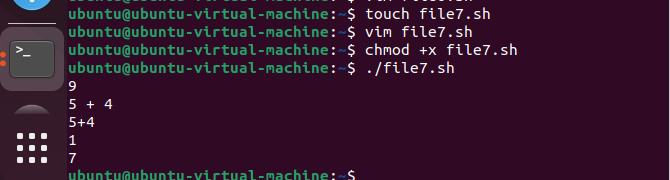 ubuntu@ubuntu-virtual-machine:~$ touch file7.sh
ubuntu@ubuntu-virtual-machine:~$ vim file7.sh
ubuntu@ubuntu-virtual-machine:~$ chmod +x file7.sh
ubuntu@ubuntu-virtual-machine:~$ ./file7.sh
9
5 + 4
5+4
1
7
ubuntu@ubuntu-virtual-machine:~$
>_